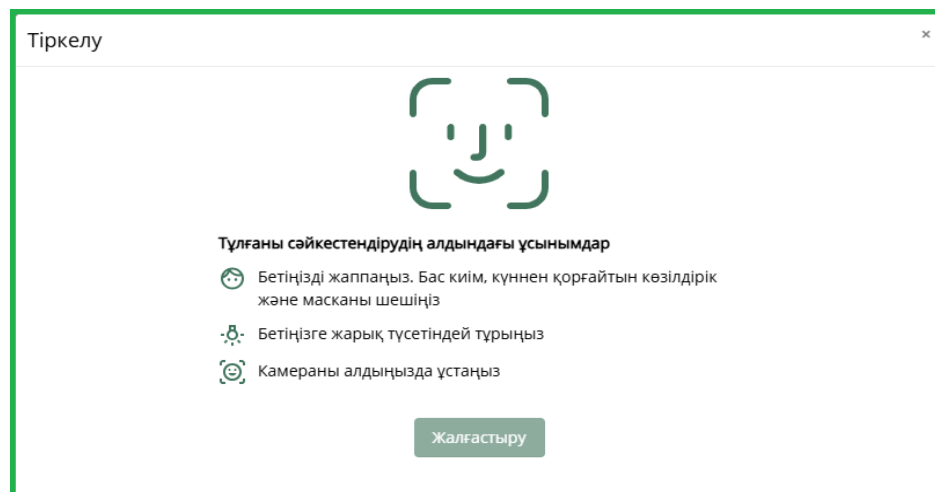 Тіркелу
×
Тұлғаны сәйкестендірудің алдындағы ұсынымдар
Бетіңізді жаппаңыз. Бас киім, күннен қорғайтын көзілдірік
және масканы шешіңіз
Бетіңізге жарық түсетіндей тұрыңыз
Камераны алдыңызда ұстаңыз
Жалғастыру